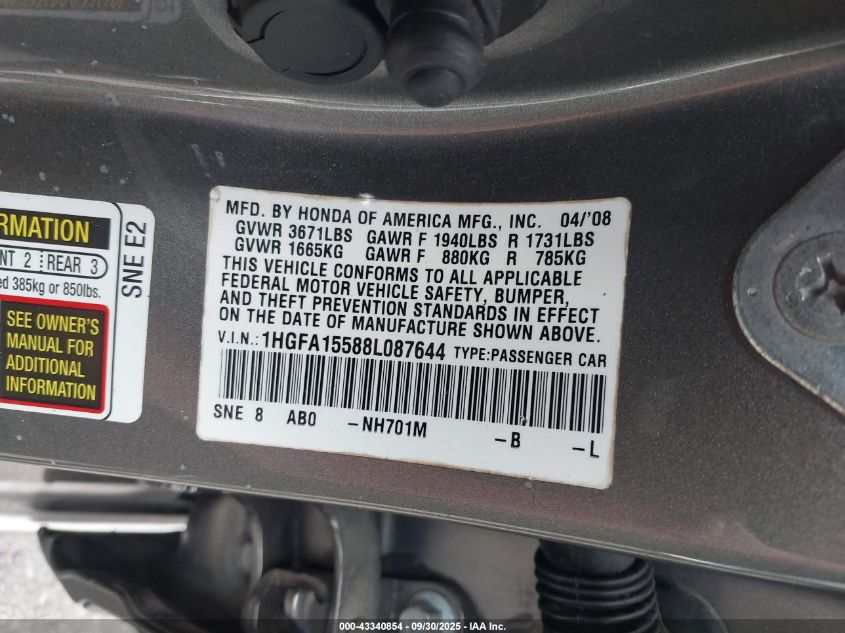 RMATION
NT 2 REAR 3
ed 385kg or 850lbs.
SEE OWNER'S
MANUAL FOR
ADDITIONAL
INFORMATION
SNE E2
MFD. BY HONDA OF AMERICA MFG., INC. 04/'08
GVWR 3671LBS GAWR F 1940LBS R 1731LBS
GVWR 1665KG GAWR F 880KG R 785KG
THIS VEHICLE CONFORMS TO ALL APPLICABLE
FEDERAL MOTOR VEHICLE SAFETY, BUMPER,
AND THEFT PREVENTION STANDARDS IN EFFECT
ON THE DATE OF MANUFACTURE SHOWN ABOVE.
V.I.N.: 1HGFA15588L087644 TYPE:PASSENGER CAR
SNE 8 AB0 -NH701M -B -L
000-43340854 - 09/30/2025 - IAA Inc.